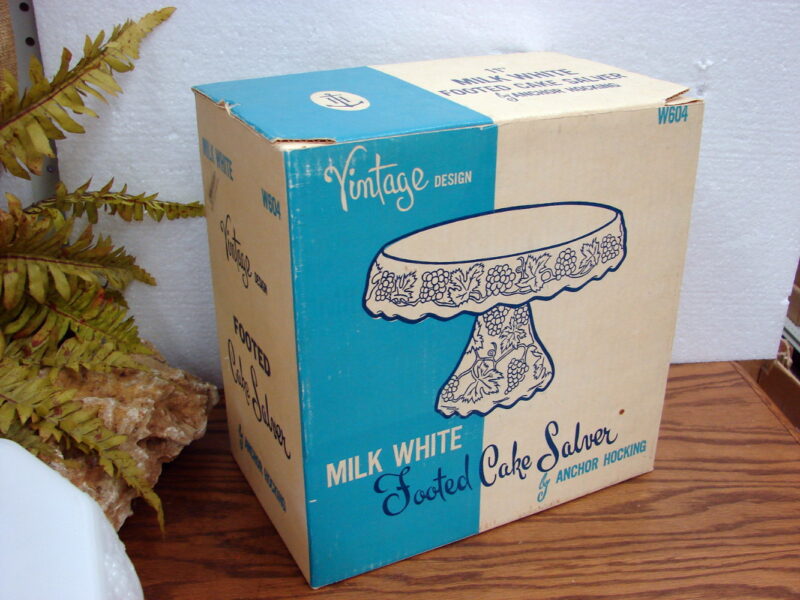 11"
MILK WHITE
FOOTED CAKE SALVER
by ANCHOR HOCKING
W604
Vintage DESIGN
MILK WHITE
Footed Cake Salver
by ANCHOR HOCKING
MILK WHITE
W604
Vintage
DESIGN
FOOTED
Cake Salver
by ANCHOR
HOCKING